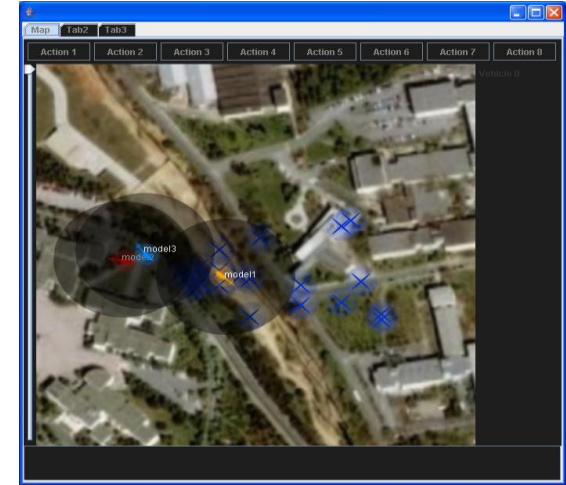 Map Tab2 Tab3
Action 1 Action 2 Action 3 Action 4 Action 5 Action 6 Action 7 Action 8
Vehicle 0
model3
model2
model1